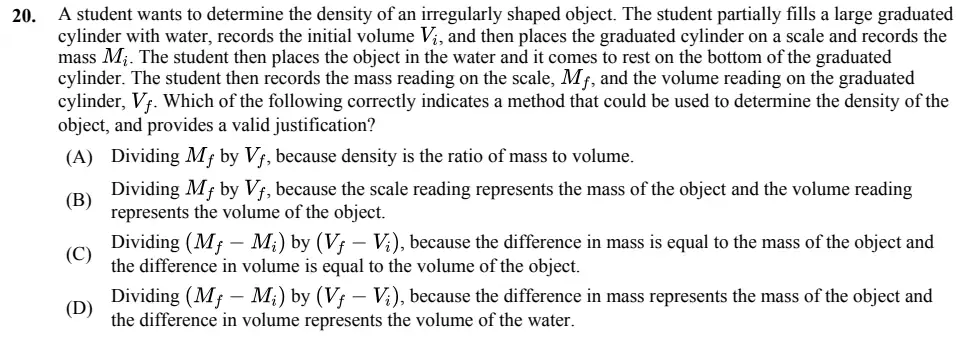 20. A student wants to determine the density of an irregularly shaped object. The student partially fills a large graduated
cylinder with water, records the initial volume V_i, and then places the graduated cylinder on a scale and records the
mass M_i. The student then places the object in the water and it comes to rest on the bottom of the graduated
cylinder. The student then records the mass reading on the scale, M_f, and the volume reading on the graduated
cylinder, V_f. Which of the following correctly indicates a method that could be used to determine the density of the
object, and provides a valid justification?
(A) Dividing M_f by V_f, because density is the ratio of mass to volume.
(B) Dividing M_f by V_f, because the scale reading represents the mass of the object and the volume reading
represents the volume of the object.
(C) Dividing (M_f − M_i) by (V_f − V_i), because the difference in mass is equal to the mass of the object and
the difference in volume is equal to the volume of the object.
(D) Dividing (M_f − M_i) by (V_f − V_i), because the difference in mass represents the mass of the object and
the difference in volume represents the volume of the water.